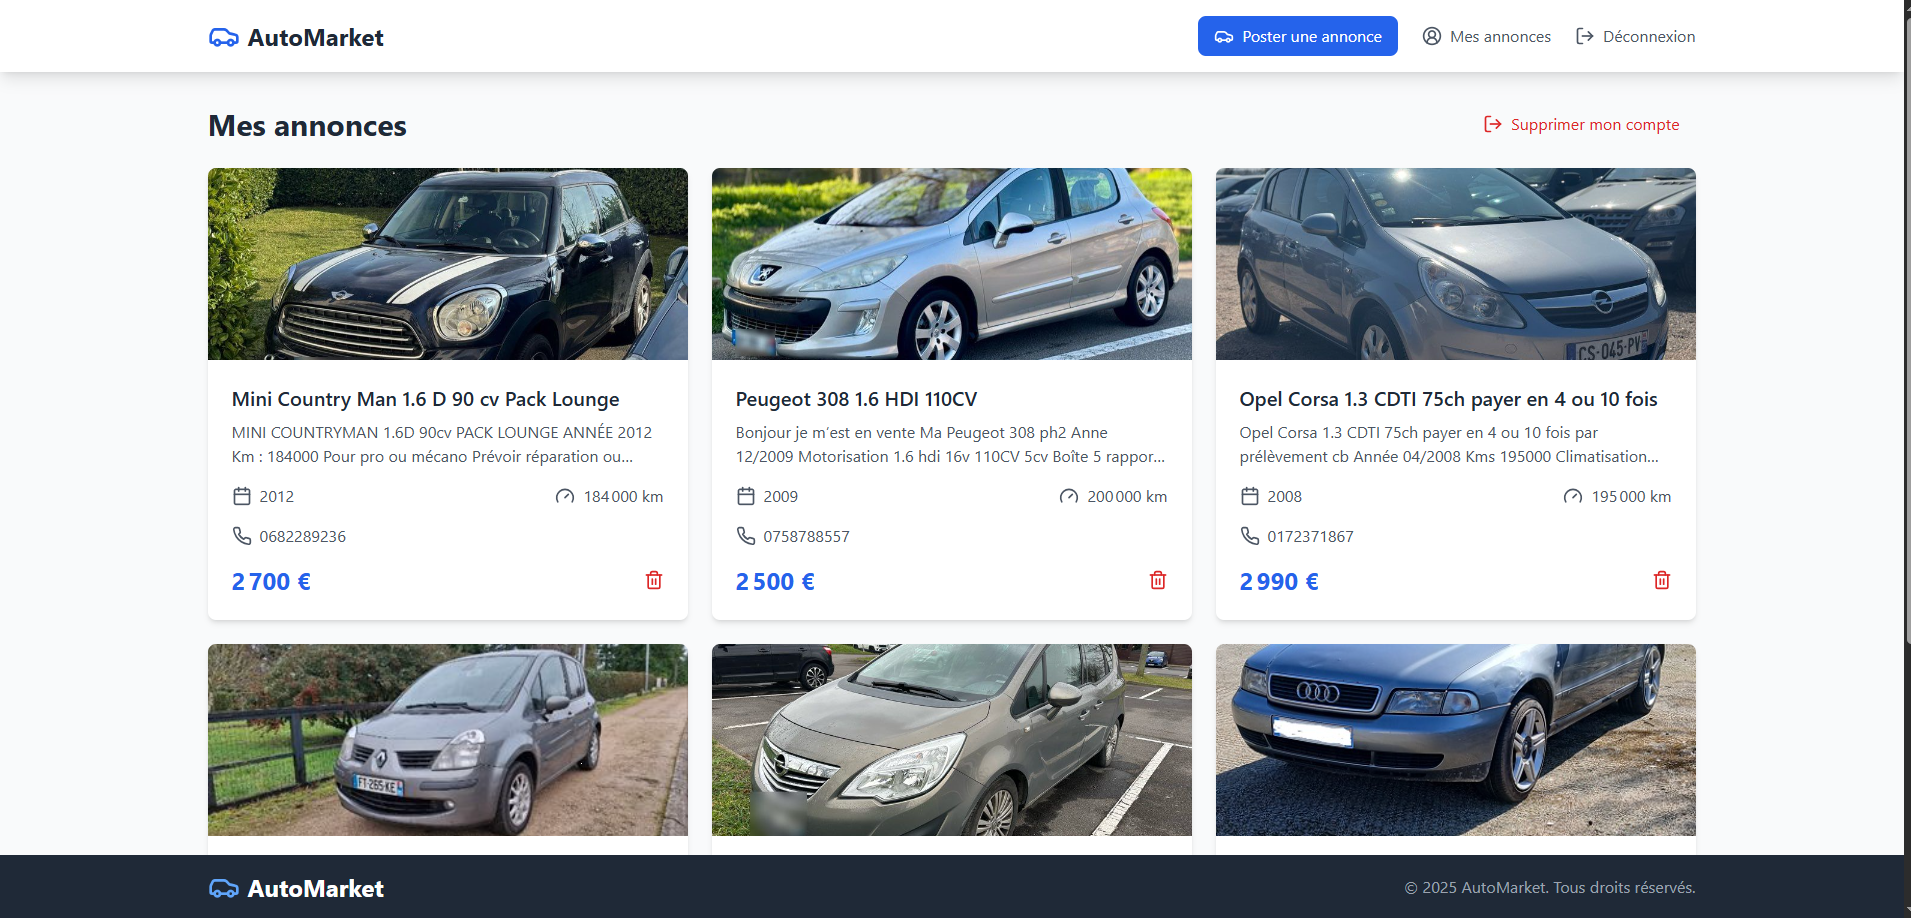 AutoMarket
Poster une annonce
Mes annonces
Déconnexion
Mes annonces
Supprimer mon compte
CS-045-PV
Mini Country Man 1.6 D 90 cv Pack Lounge
MINI COUNTRYMAN 1.6D 90cv PACK LOUNGE ANNÉE 2012
Km : 184000 Pour pro ou mécano Prévoir réparation ou...
2012
184 000 km
0682289236
2 700 €
Peugeot 308 1.6 HDI 110CV
Bonjour je m’est en vente Ma Peugeot 308 ph2 Anne
12/2009 Motorisation 1.6 hdi 16v 110CV 5cv Boîte 5 rappor...
2009
200 000 km
0758788557
2 500 €
Opel Corsa 1.3 CDTI 75ch payer en 4 ou 10 fois
Opel Corsa 1.3 CDTI 75ch payer en 4 ou 10 fois par
prélèvement cb Année 04/2008 Kms 195000 Climatisation...
2008
195 000 km
0172371867
2 990 €
FT-265-KE
AutoMarket
© 2025 AutoMarket. Tous droits réservés.